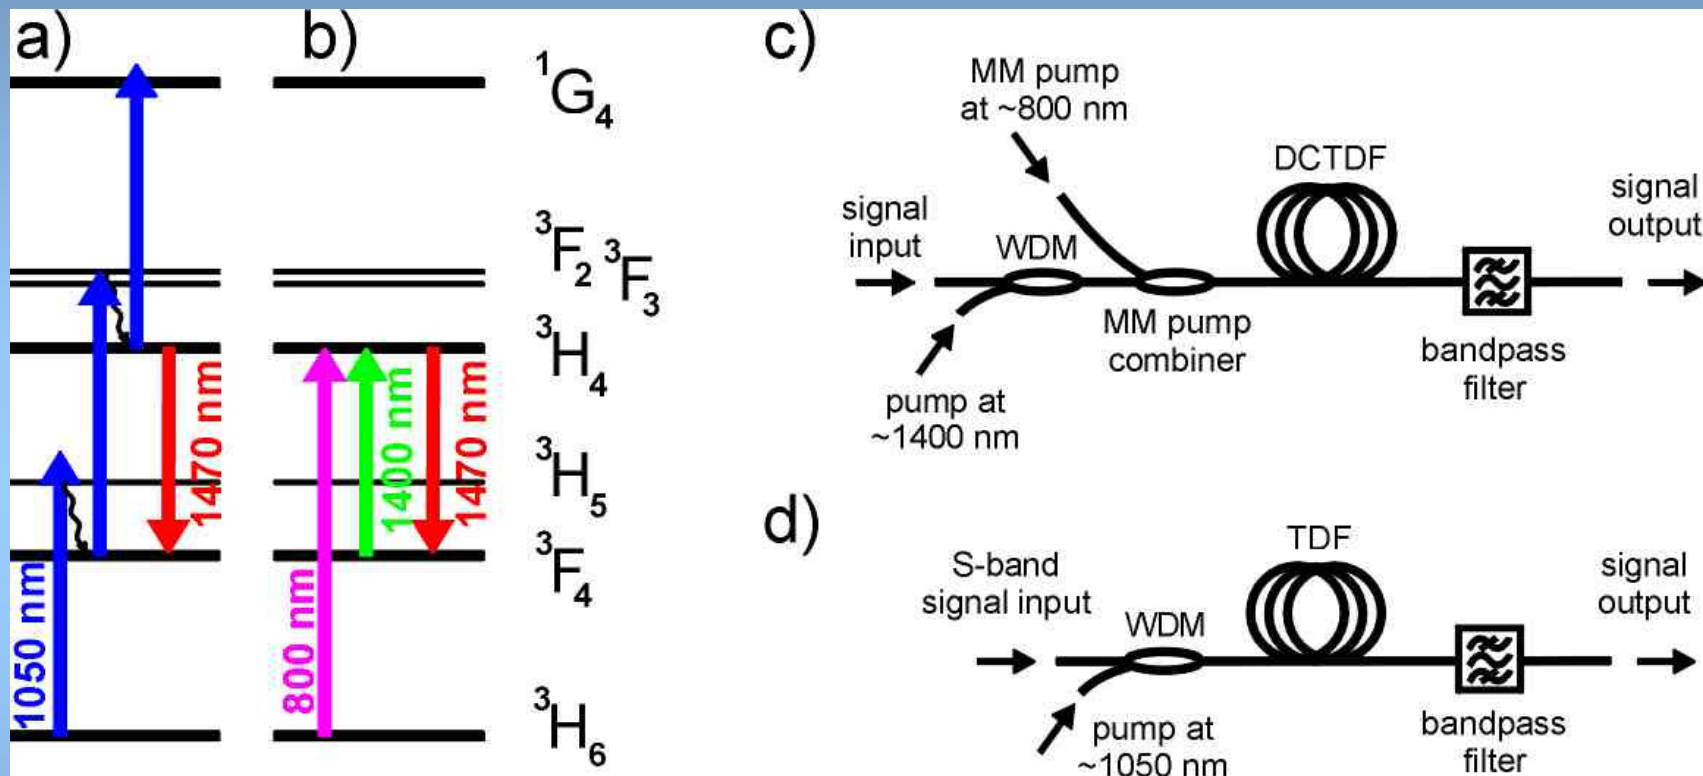 a)
b)
1050 nm
1470 nm
800 nm
1400 nm
1470 nm
¹G₄
³F₂ ³F₃
³H₄
³H₅
³F₄
³H₆
c)
MM pump
at ~800 nm
signal
input
WDM
DCTDF
signal
output
MM pump
combiner
pump at
~1400 nm
bandpass
filter
d)
S-band
signal input
WDM
TDF
signal
output
pump at
~1050 nm
bandpass
filter